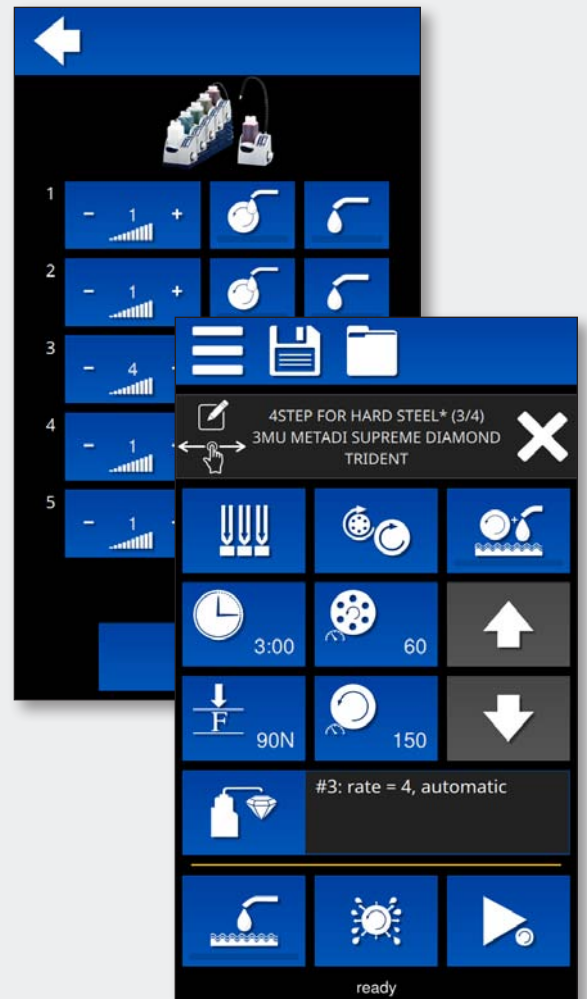 1
- 1 +
2
- 1 +
3
- 4
4
- 1
5
- 1
4STEP FOR HARD STEEL* (3/4)
3MU METADI SUPREME DIAMOND
TRIDENT
3:00
60
F
90N
150
#3: rate = 4, automatic
ready